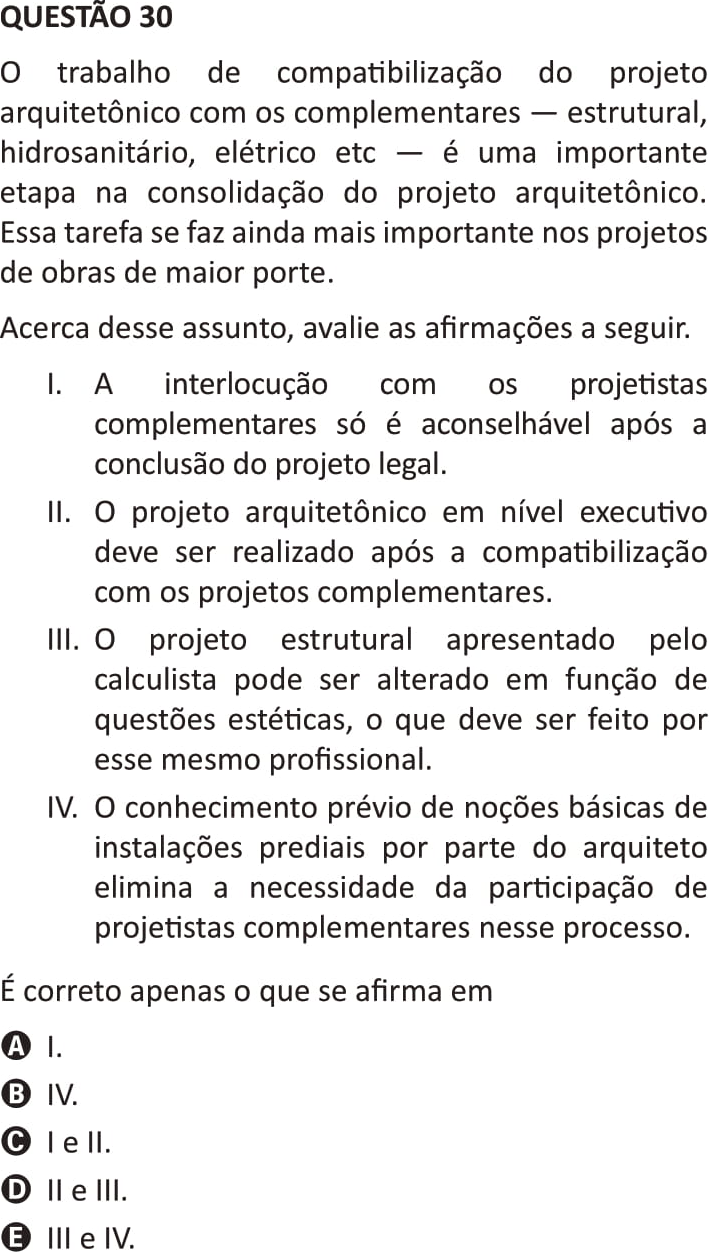 QUESTÃO 30
O trabalho de compatibilização do projeto
arquitetônico com os complementares — estrutural,
hidrosanitário, elétrico etc — é uma importante
etapa na consolidação do projeto arquitetônico.
Essa tarefa se faz ainda mais importante nos projetos
de obras de maior porte.
Acerca desse assunto, avalie as afirmações a seguir.
I. A interlocução com os projetistas
complementares só é aconselhável após a
conclusão do projeto legal.
II. O projeto arquitetônico em nível executivo
deve ser realizado após a compatibilização
com os projetos complementares.
III. O projeto estrutural apresentado pelo
calculista pode ser alterado em função de
questões estéticas, o que deve ser feito por
esse mesmo profissional.
IV. O conhecimento prévio de noções básicas de
instalações prediais por parte do arquiteto
elimina a necessidade da participação de
projetistas complementares nesse processo.
É correto apenas o que se afirma em
A I.
B IV.
C I e II.
D II e III.
E III e IV.